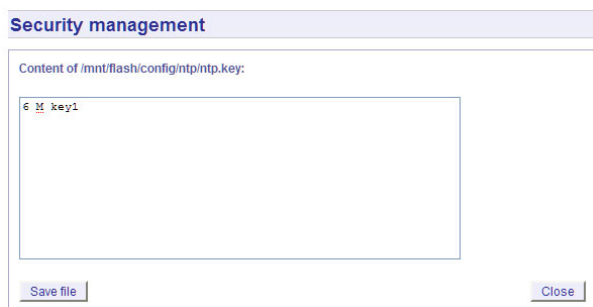 Security management
Content of /mnt/flash/config/ntp/ntp.key:
6 M key1
Save file
Close